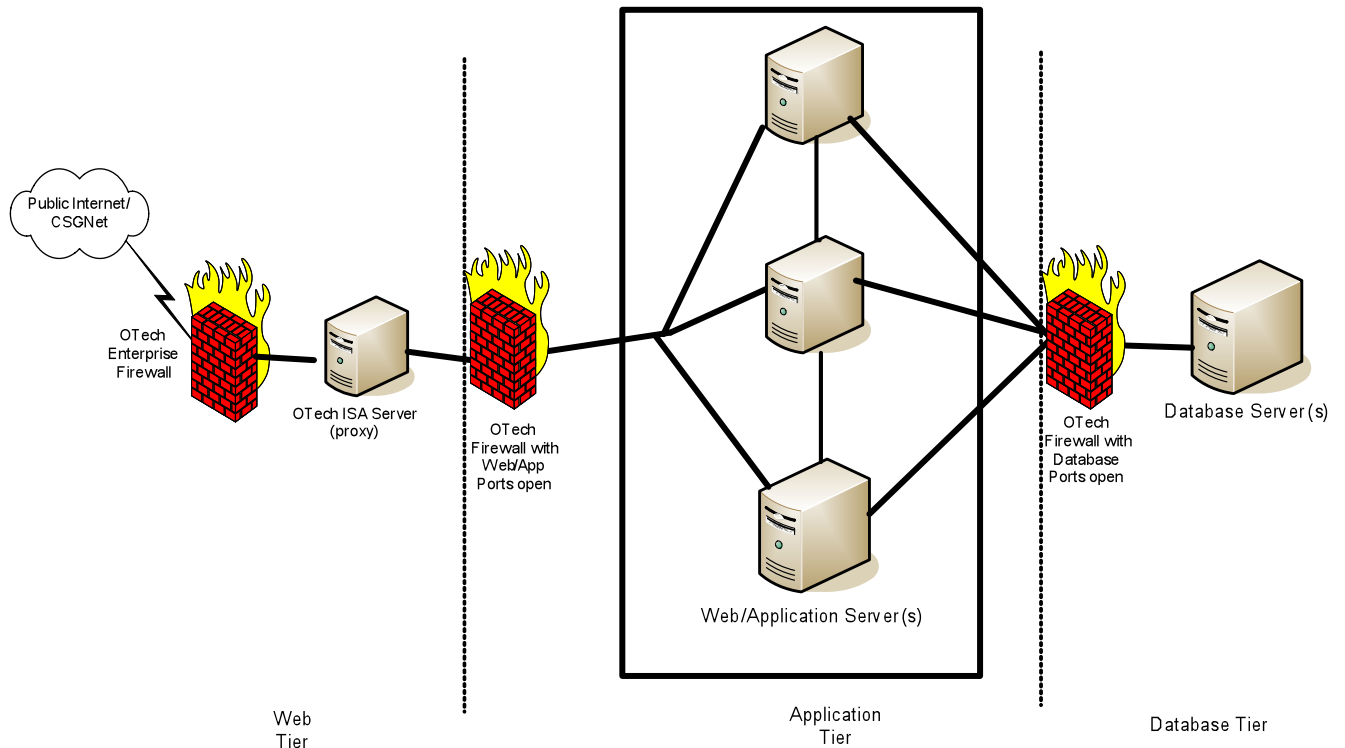 Public Internet/
CSGNet
OTech
Enterprise
Firewall
OTech ISA Server
(proxy)
OTech
Firewall with
Web/App
Ports open
Web/Application Server(s)
OTech
Firewall with
Database
Ports open
Database Server(s)
Web
Tier
Application
Tier
Database Tier